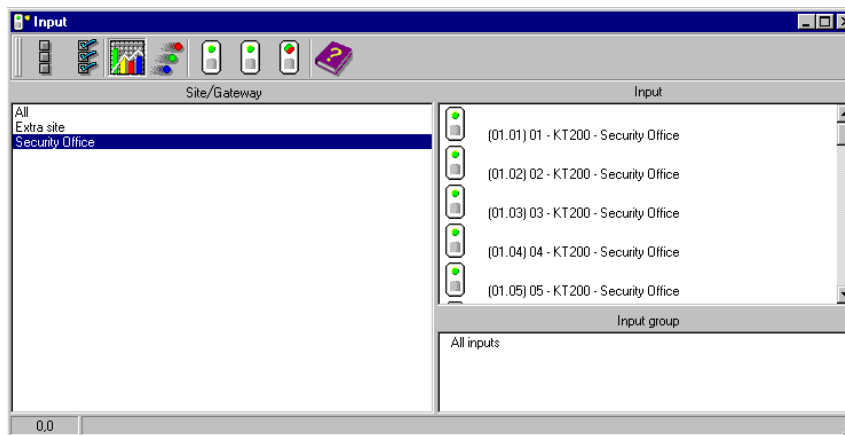 Input
Site/Gateway
All
Extra site
Security Office
Input
(01.01) 01 - KT200 - Security Office
(01.02) 02 - KT200 - Security Office
(01.03) 03 - KT200 - Security Office
(01.04) 04 - KT200 - Security Office
(01.05) 05 - KT200 - Security Office
Input group
All inputs
0,0